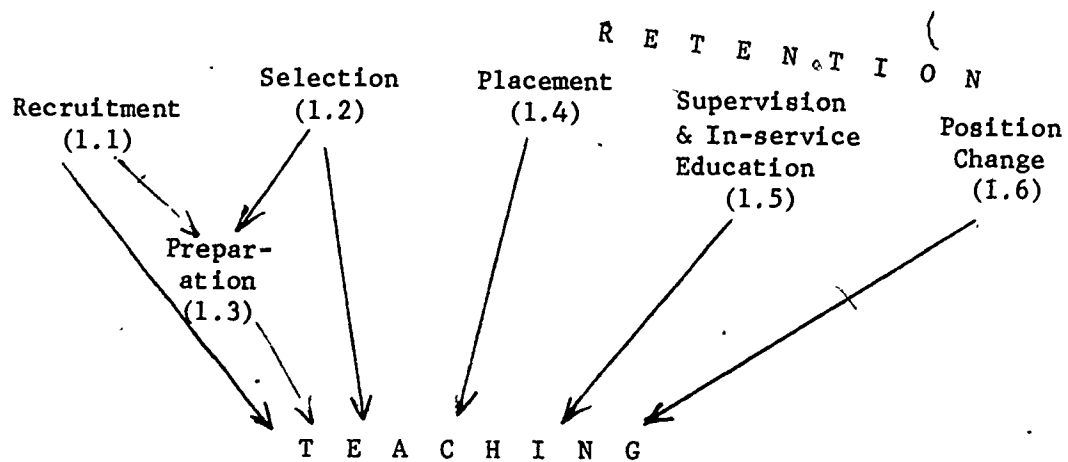 R E T E N T I O N
Recruitment
(1.1)
Selection
(1.2)
Placement
(1.4)
Supervision
& In-service
Education
(1.5)
Position
Change
(1.6)
Prepar-
ation
(1.3)
T E A C H I N G